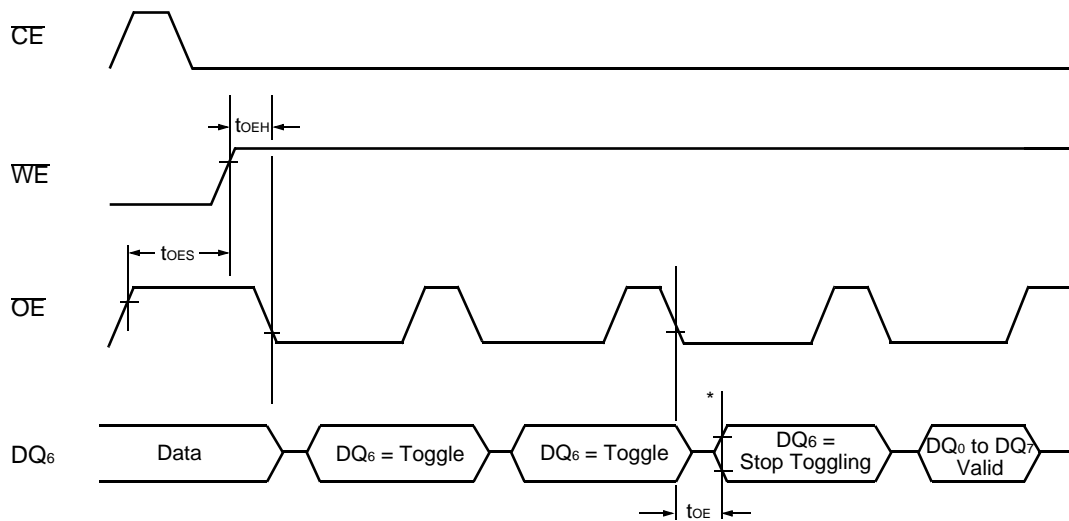 CE
tOEH
WE
tOES
OE
*
DQ6
Data
DQ6 = Toggle
DQ6 = Toggle
DQ6 =
Stop Toggling
DQ0 to DQ7
Valid
tOE